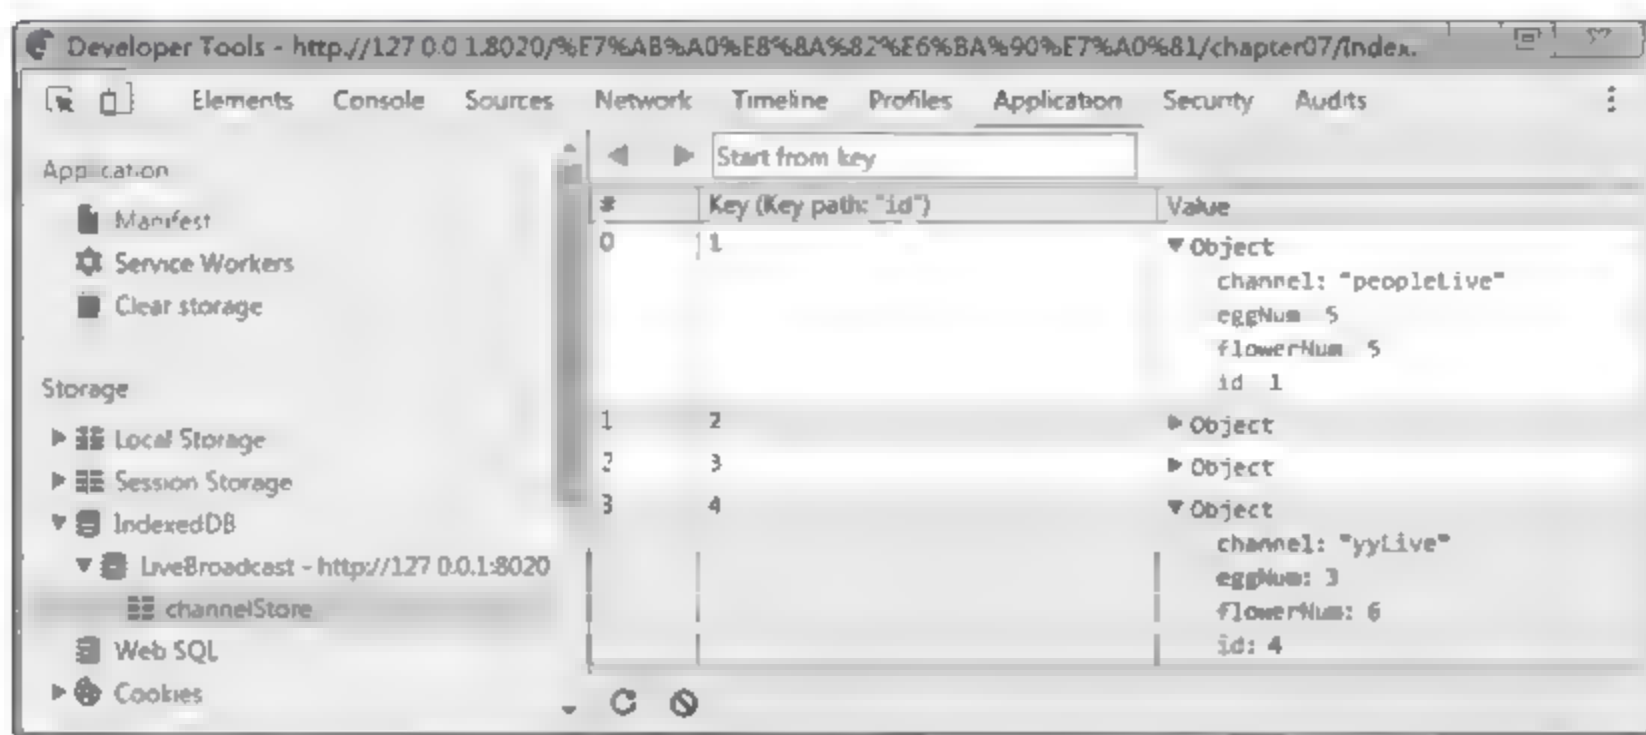 Developer Tools - http://127.0.0.1:8020/%E7%AB%A0%E8%8A%82%E6%BA%90%E7%A0%81/chapter07/index.
Elements Console Sources Network Timeline Profiles Application Security Audits
Application
Manifest
Service Workers
Clear storage
Storage
Local Storage
Session Storage
IndexedDB
LiveBroadcast - http://127.0.0.1:8020
channelStore
Web SQL
Cookies
Start from key
# Key (Key path: "id") Value
0 1 Object
channel: "peopleLive"
eggNum: 5
flowerNum: 5
id: 1
1 2 Object
2 3 Object
3 4 Object
channel: "yyLive"
eggNum: 3
flowerNum: 6
id: 4